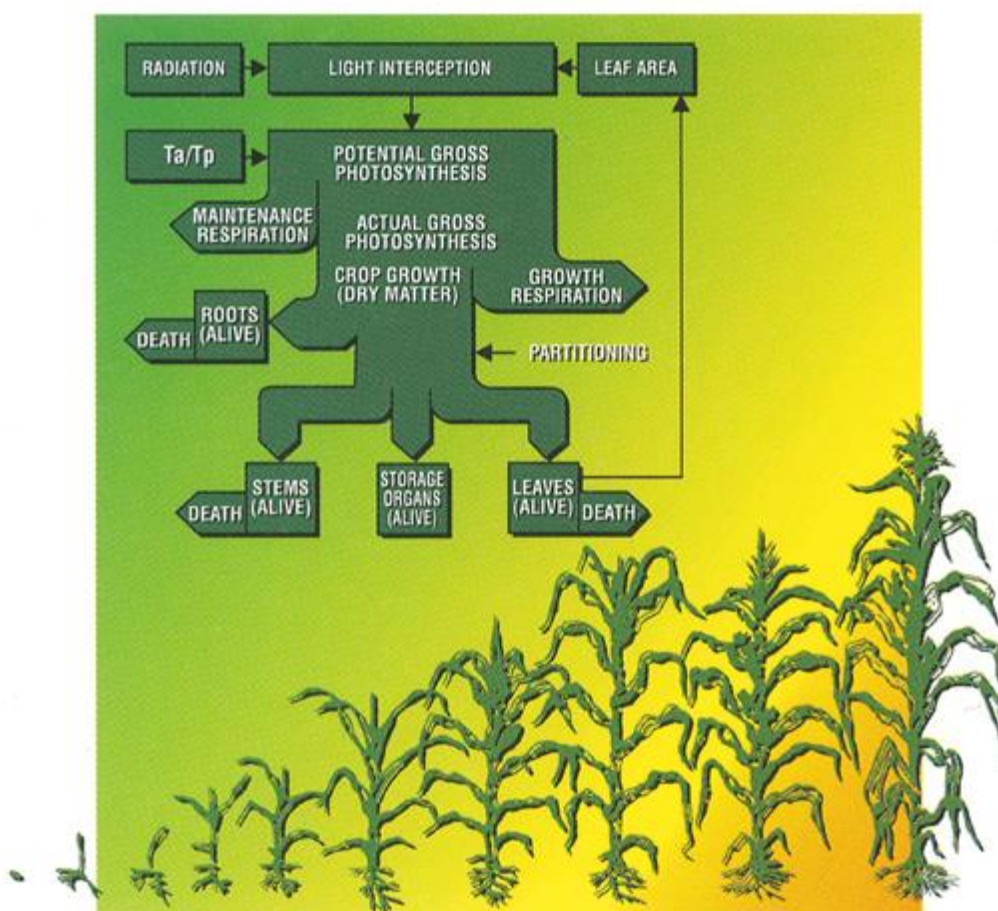 RADIATION
LIGHT INTERCEPTION
LEAF AREA
Ta/Tp
POTENTIAL GROSS
PHOTOSYNTHESIS
MAINTENANCE
RESPIRATION
ACTUAL GROSS
PHOTOSYNTHESIS
CROP GROWTH
(DRY MATTER)
GROWTH
RESPIRATION
ROOTS
(ALIVE)
DEATH
PARTITIONING
DEATH
STEMS
(ALIVE)
STORAGE
ORGANS
(ALIVE)
LEAVES
(ALIVE)
DEATH